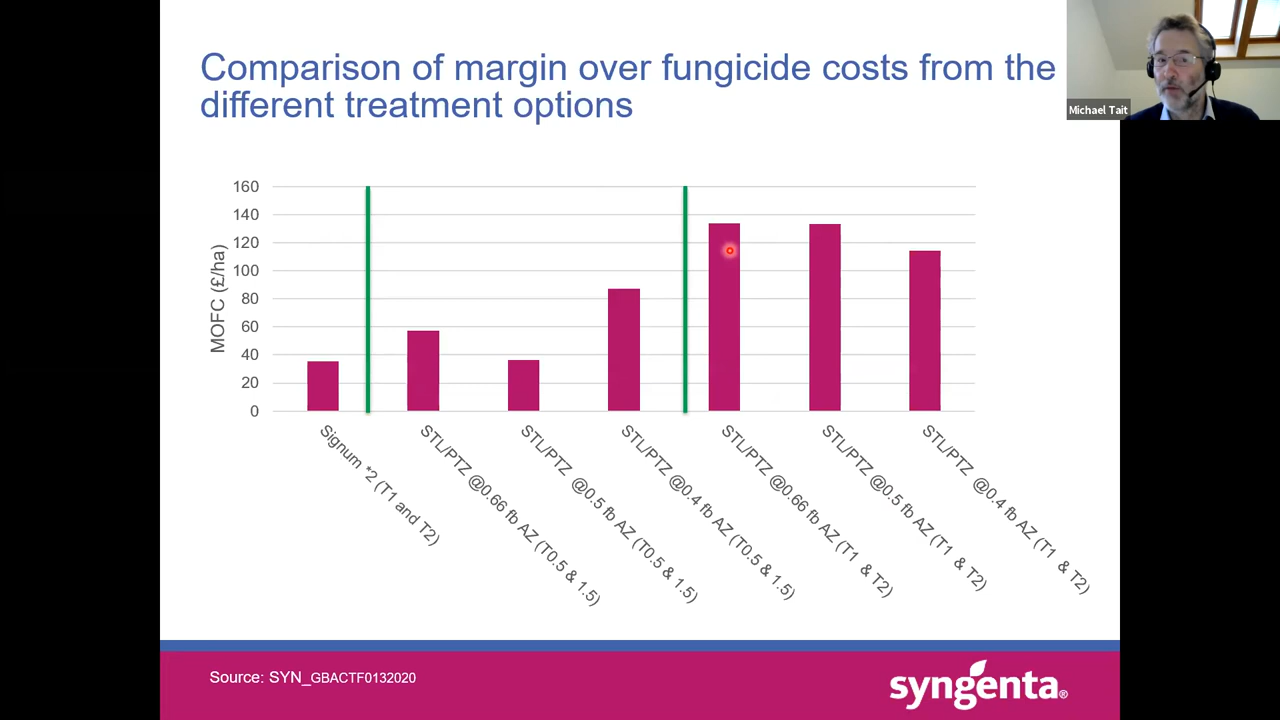 Comparison of margin over fungicide costs from the
different treatment options
Michael Tait
MOFC (£/ha)
160
140
120
100
80
60
40
20
0
Signum *2 (T1 and T2)
STL/PTZ @0.66 fb AZ (T0.5 & 1.5)
STL/PTZ @0.5 fb AZ (T0.5 & 1.5)
STL/PTZ @0.4 fb AZ (T0.5 & 1.5)
STL/PTZ @0.66 fb AZ (T1 & T2)
STL/PTZ @0.5 fb AZ (T1 & T2)
STL/PTZ @0.4 fb AZ (T1 & T2)
Source: SYN_GBACTF0132020
syngenta®